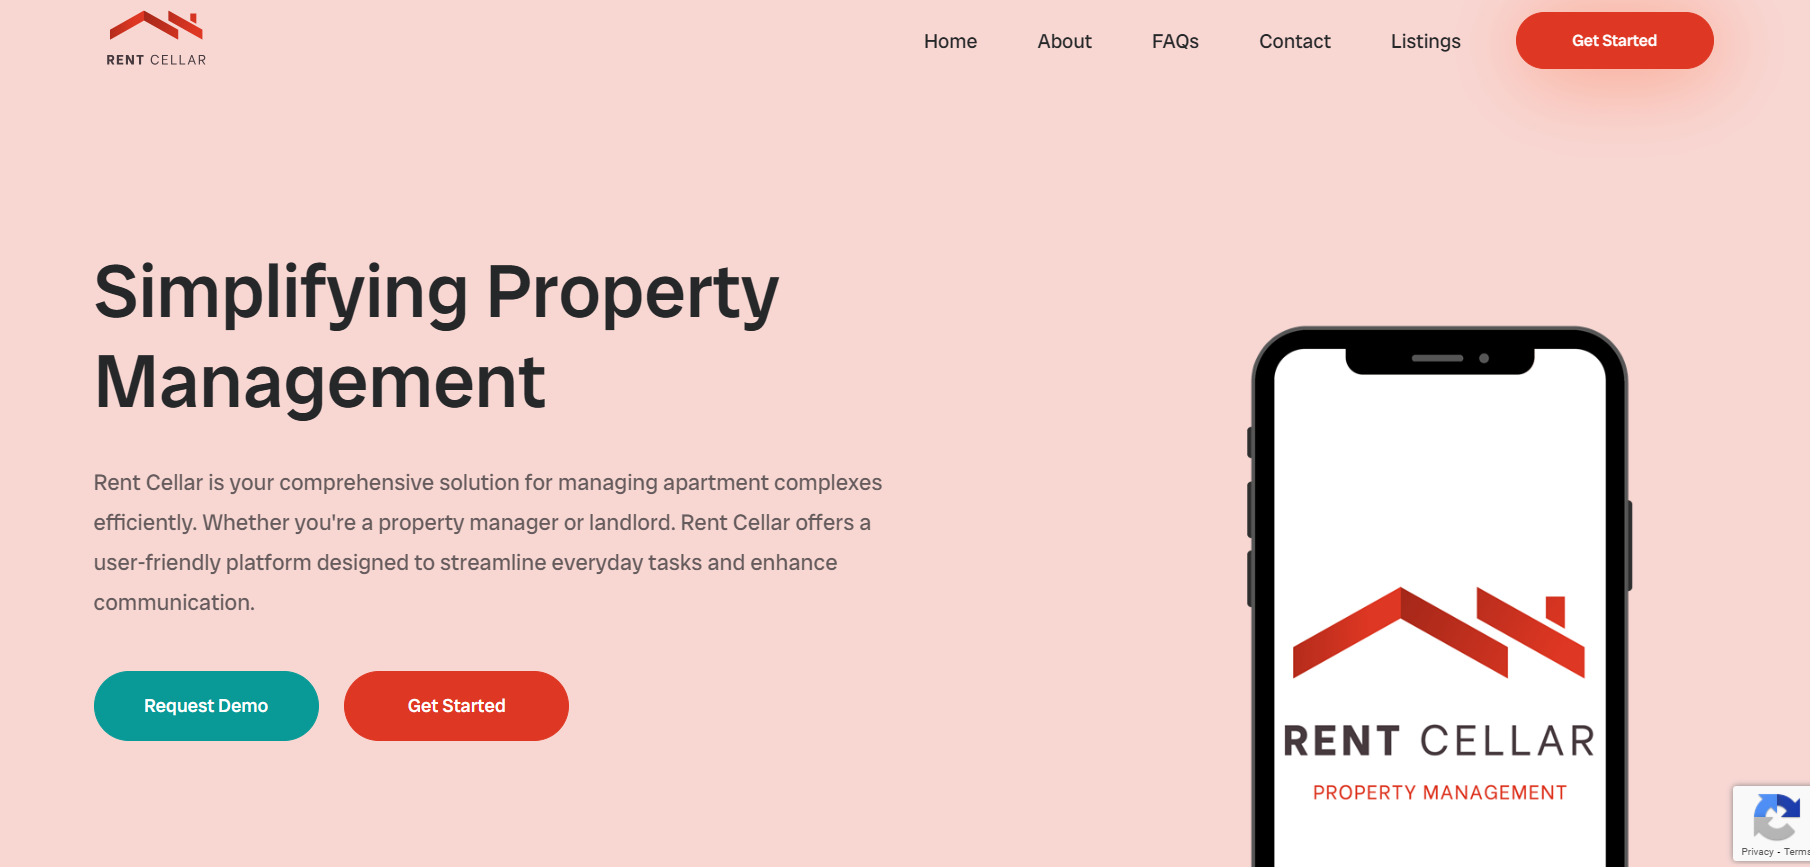 RENT CELLAR
Home
About
FAQs
Contact
Listings
Get Started
Simplifying Property
Management
Rent Cellar is your comprehensive solution for managing apartment complexes
efficiently. Whether you're a property manager or landlord. Rent Cellar offers a
user-friendly platform designed to streamline everyday tasks and enhance
communication.
Request Demo
Get Started
RENT CELLAR
PROPERTY MANAGEMENT
Privacy - Terms